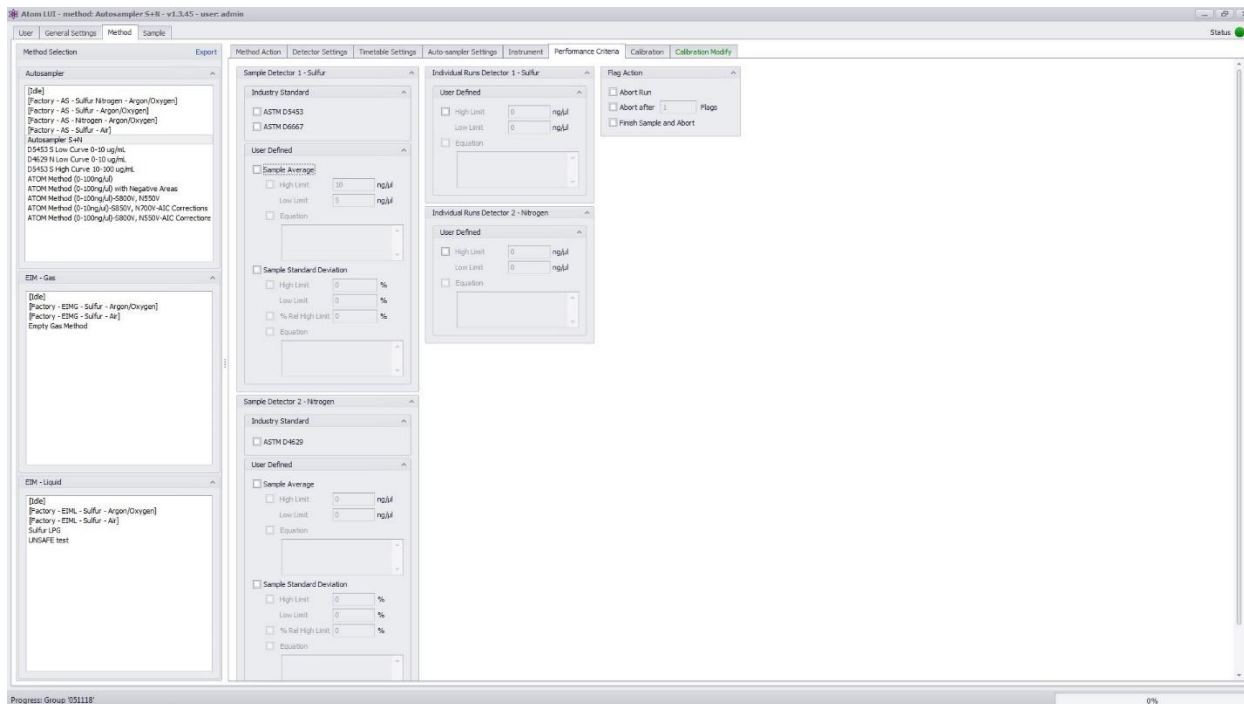 Atom LUI - method: Autosampler S+N - v1.3.45 - user: admin
User General Settings Method Sample
Status
Method Selection Export
Autosampler
[Idle]
[Factory - AS - Sulfur Nitrogen - Argon/Oxygen]
[Factory - AS - Sulfur - Argon/Oxygen]
[Factory - AS - Nitrogen - Argon/Oxygen]
[Factory - AS - Sulfur - Air]
Autosampler S+N
D5453 S Low Curve 0-10 ug/mL
D4629 N Low Curve 0-10 ug/mL
D5453 S High Curve 10-100 ug/mL
ATOM Method (0-100ng/ul)
ATOM Method (0-100ng/ul) with Negative Areas
ATOM Method (0-100ng/ul)-S800V, N550V
ATOM Method (0-10ng/ul)-S850V, N700V-AIC Corrections
ATOM Method (0-100ng/ul)-S800V, N550V-AIC Corrections
EIM - Gas
[Idle]
[Factory - EIMG - Sulfur - Argon/Oxygen]
[Factory - EIMG - Sulfur - Air]
Empty Gas Method
EIM - Liquid
[Idle]
[Factory - EIML - Sulfur - Argon/Oxygen]
[Factory - EIML - Sulfur - Air]
Sulfur LPG
UNSAFE test
Method Action Detector Settings Timetable Settings Auto-sampler Settings Instrument Performance Criteria Calibration Calibration Modify
Sample Detector 1 - Sulfur
Industry Standard
ASTM D5453
ASTM D6667
User Defined
Sample Average
High Limit 10 ng/µl
Low Limit 5 ng/µl
Equation
Sample Standard Deviation
High Limit 0 %
Low Limit 0 %
% Rel High Limit 0 %
Equation
Sample Detector 2 - Nitrogen
Industry Standard
ASTM D4629
User Defined
Sample Average
High Limit 0 ng/µl
Low Limit 0 ng/µl
Equation
Sample Standard Deviation
High Limit 0 %
Low Limit 0 %
% Rel High Limit 0 %
Equation
Individual Runs Detector 1 - Sulfur
User Defined
High Limit 0 ng/µl
Low Limit 0 ng/µl
Equation
Individual Runs Detector 2 - Nitrogen
User Defined
High Limit 0 ng/µl
Low Limit 0 ng/µl
Equation
Flag Action
Abort Run
Abort after 1 Flags
Finish Sample and Abort
Progress: Group '051118'
0%